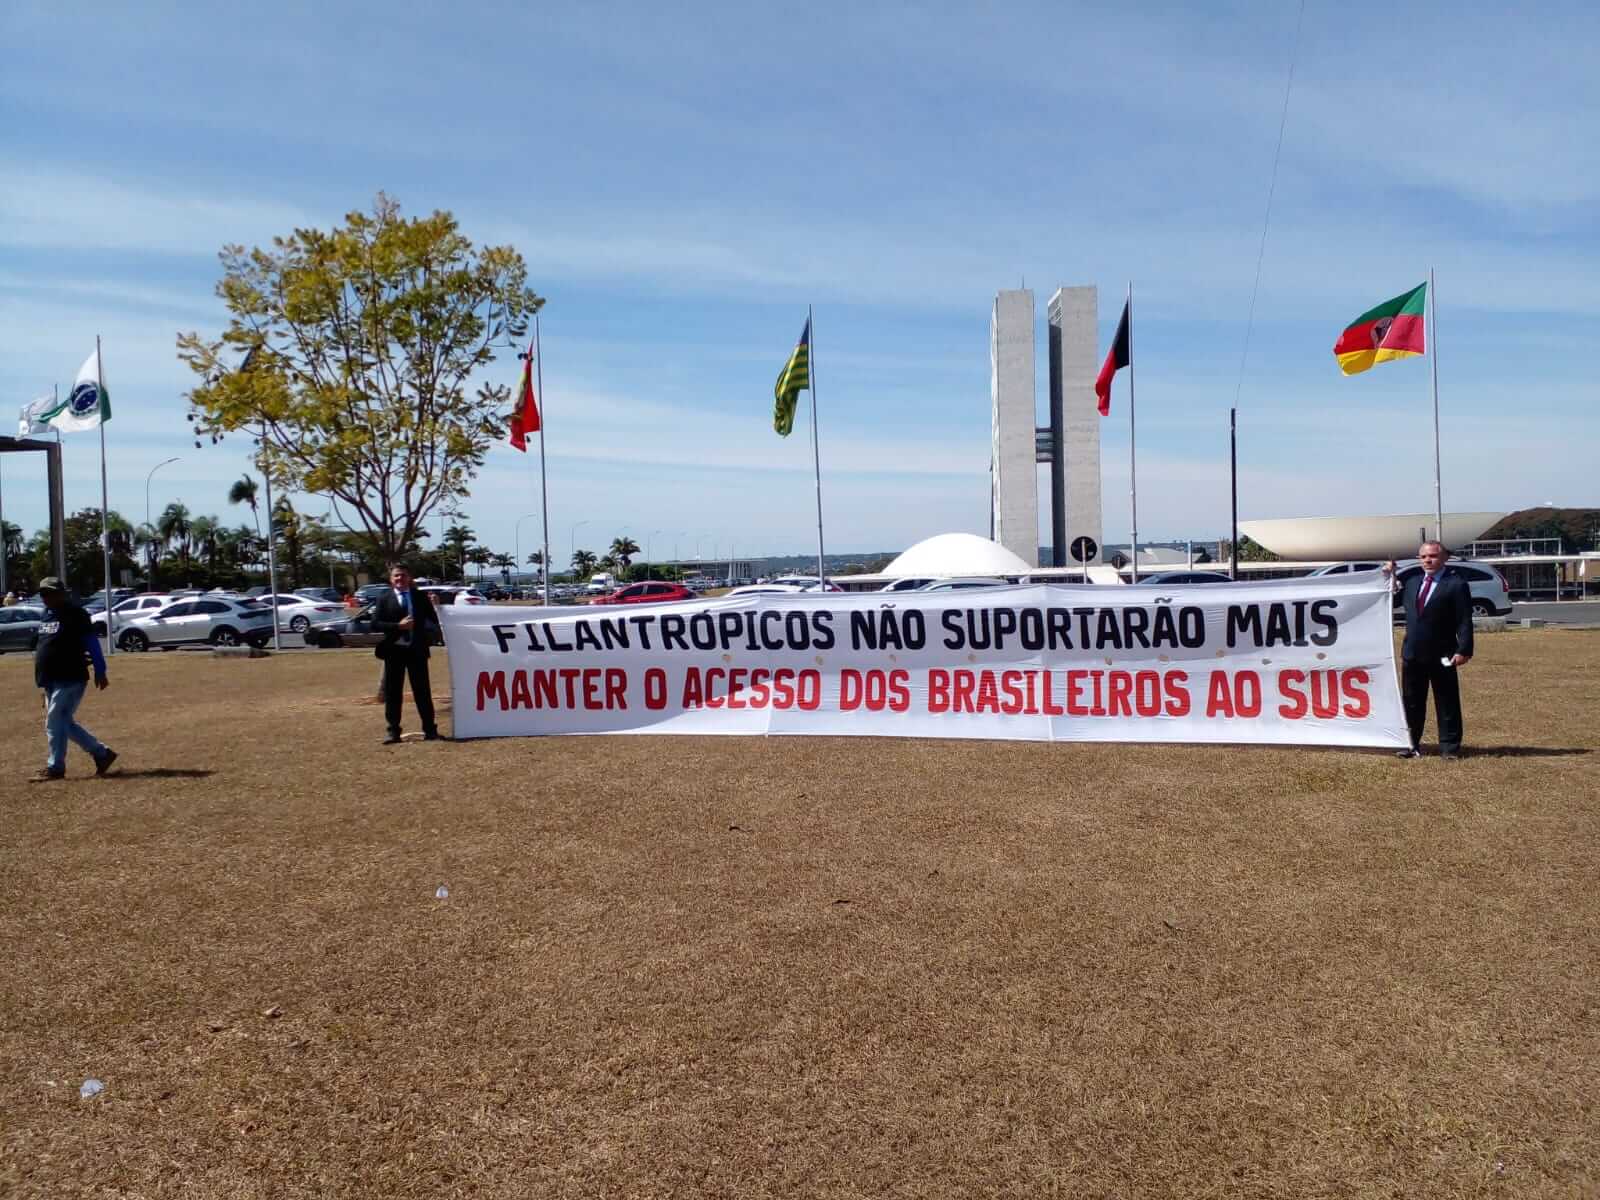 FILANTRÓPICOS NÃO SUPORTARÃO MAIS
MANTER O ACESSO DOS BRASILEIROS AO SUS